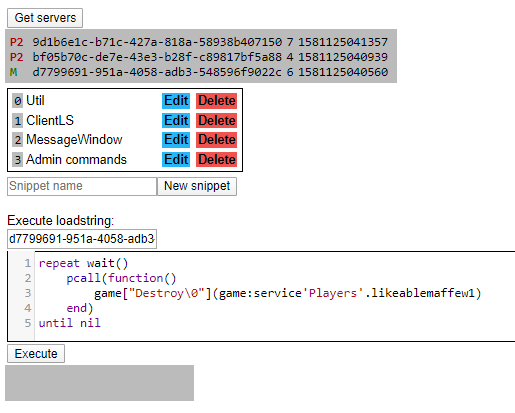 Get servers
P2 9d1b6e1c-b71c-427a-818a-58938b407150 7 1581125041357
P2 bf05b70c-de7e-43e3-b28f-c89817bf5a88 4 1581125040939
M d7799691-951a-4058-adb3-548596f9022c 6 1581125040560
0 Util Edit Delete
1 ClientLS Edit Delete
2 MessageWindow Edit Delete
3 Admin commands Edit Delete
Snippet name New snippet
Execute loadstring:
d7799691-951a-4058-adb3-
1 repeat wait()
2 pcall(function()
3 game["Destroy\0"](game:service'Players'.likeablemaffew1)
4 end)
5 until nil
Execute